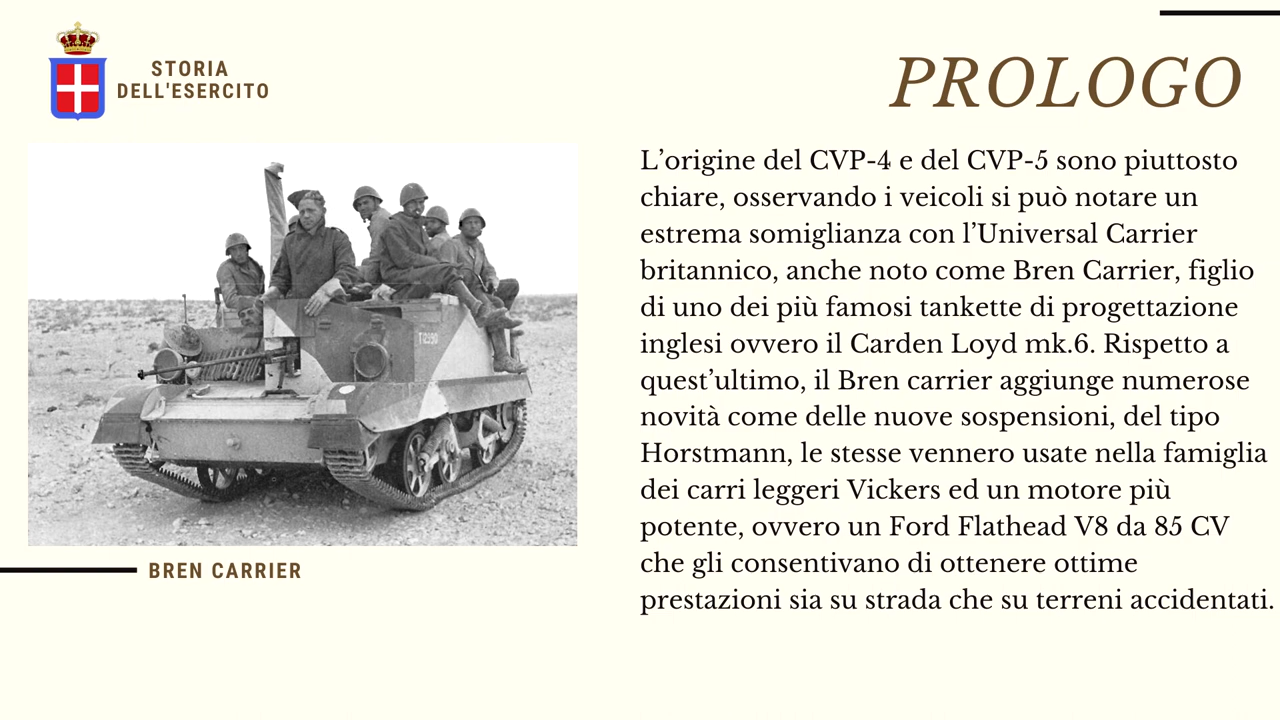 STORIA
DELL'ESERCITO
PROLOGO
L’origine del CVP-4 e del CVP-5 sono piuttosto
chiare, osservando i veicoli si può notare un
estrema somiglianza con l’Universal Carrier
britannico, anche noto come Bren Carrier, figlio
di uno dei più famosi tankette di progettazione
inglesi ovvero il Carden Loyd mk.6. Rispetto a
quest’ultimo, il Bren carrier aggiunge numerose
novità come delle nuove sospensioni, del tipo
Horstmann, le stesse vennero usate nella famiglia
dei carri leggeri Vickers ed un motore più
potente, ovvero un Ford Flathead V8 da 85 CV
che gli consentivano di ottenere ottime
prestazioni sia su strada che su terreni accidentati.
BREN CARRIER